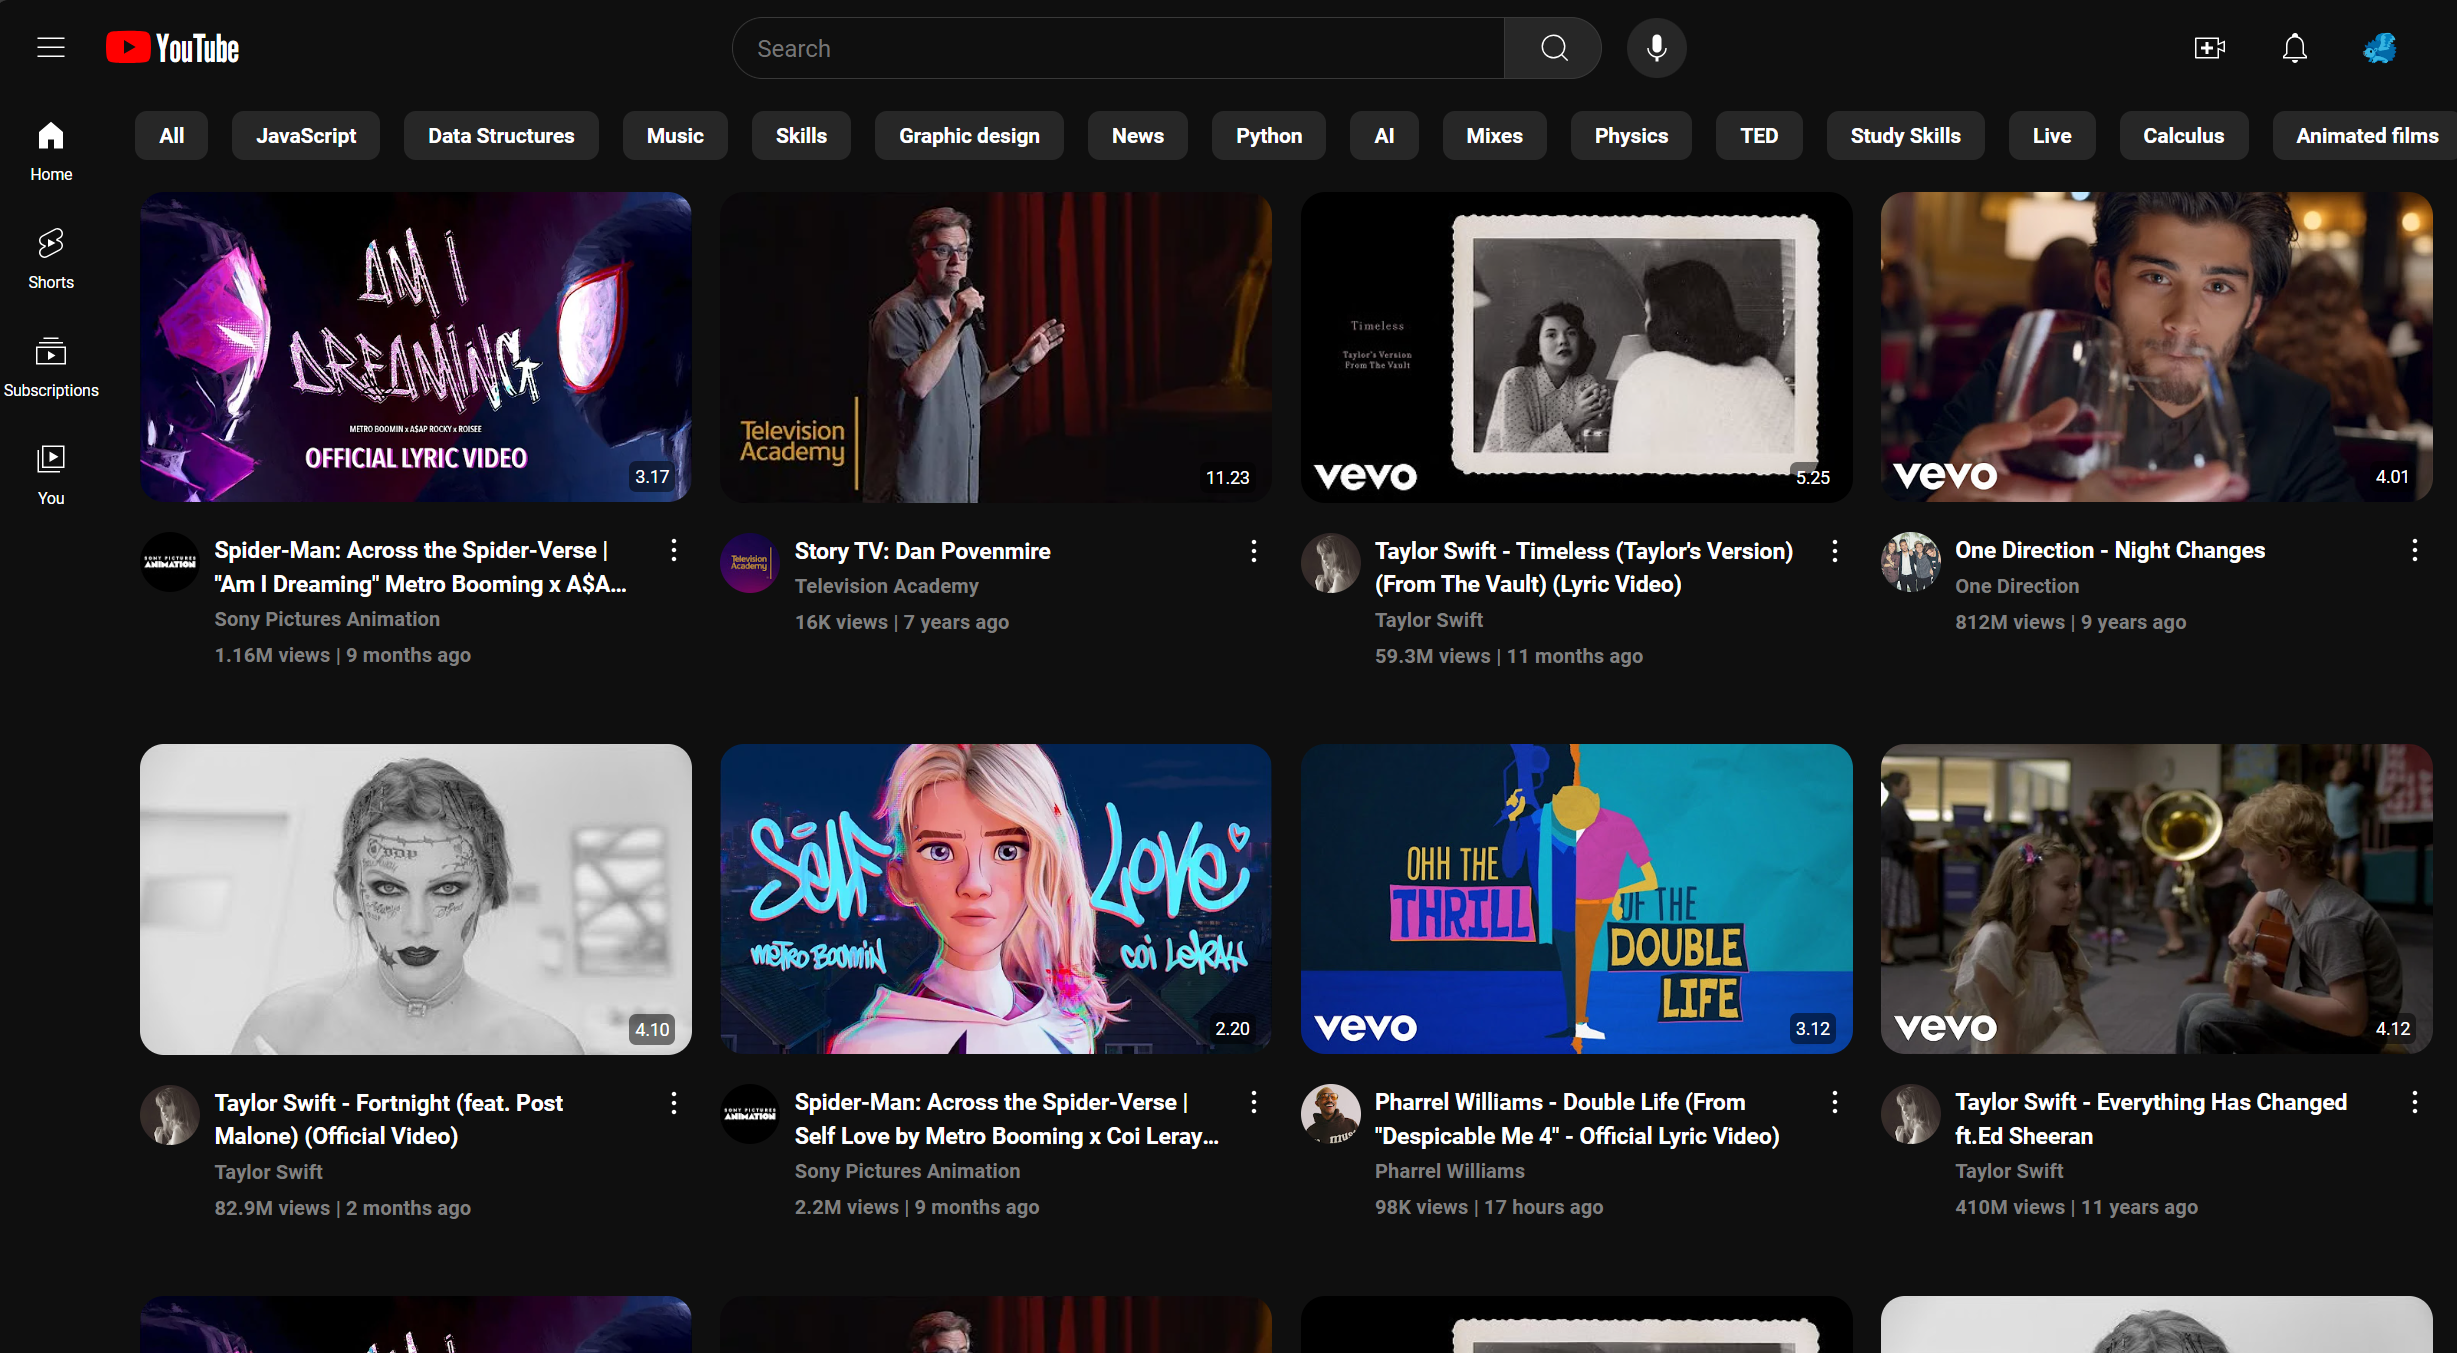 YouTube
Search
Home
Shorts
Subscriptions
You
All
JavaScript
Data Structures
Music
Skills
Graphic design
News
Python
AI
Mixes
Physics
TED
Study Skills
Live
Calculus
Animated films
AM I
DREAMING
METRO BOOMIN x A$AP ROCKY x ROISEE
OFFICIAL LYRIC VIDEO
3.17
SONY PICTURES
ANIMATION
Spider-Man: Across the Spider-Verse |
"Am I Dreaming" Metro Booming x A$A...
Sony Pictures Animation
1.16M views | 9 months ago
Television
Academy
11.23
Television
Academy
Story TV: Dan Povenmire
Television Academy
16K views | 7 years ago
Timeless
Taylor's Version
From The Vault
vevo
5.25
Taylor Swift - Timeless (Taylor's Version)
(From The Vault) (Lyric Video)
Taylor Swift
59.3M views | 11 months ago
vevo
4.01
One Direction - Night Changes
One Direction
812M views | 9 years ago
4.10
Taylor Swift - Fortnight (feat. Post
Malone) (Official Video)
Taylor Swift
82.9M views | 2 months ago
Self Love
metro Boomin
coi Leray
2.20
SONY PICTURES
ANIMATION
Spider-Man: Across the Spider-Verse |
Self Love by Metro Booming x Coi Leray...
Sony Pictures Animation
2.2M views | 9 months ago
OHH THE
THRILL
OF THE
DOUBLE
LIFE
vevo
3.12
Pharrel Williams - Double Life (From
"Despicable Me 4" - Official Lyric Video)
Pharrel Williams
98K views | 17 hours ago
vevo
4.12
Taylor Swift - Everything Has Changed
ft.Ed Sheeran
Taylor Swift
410M views | 11 years ago